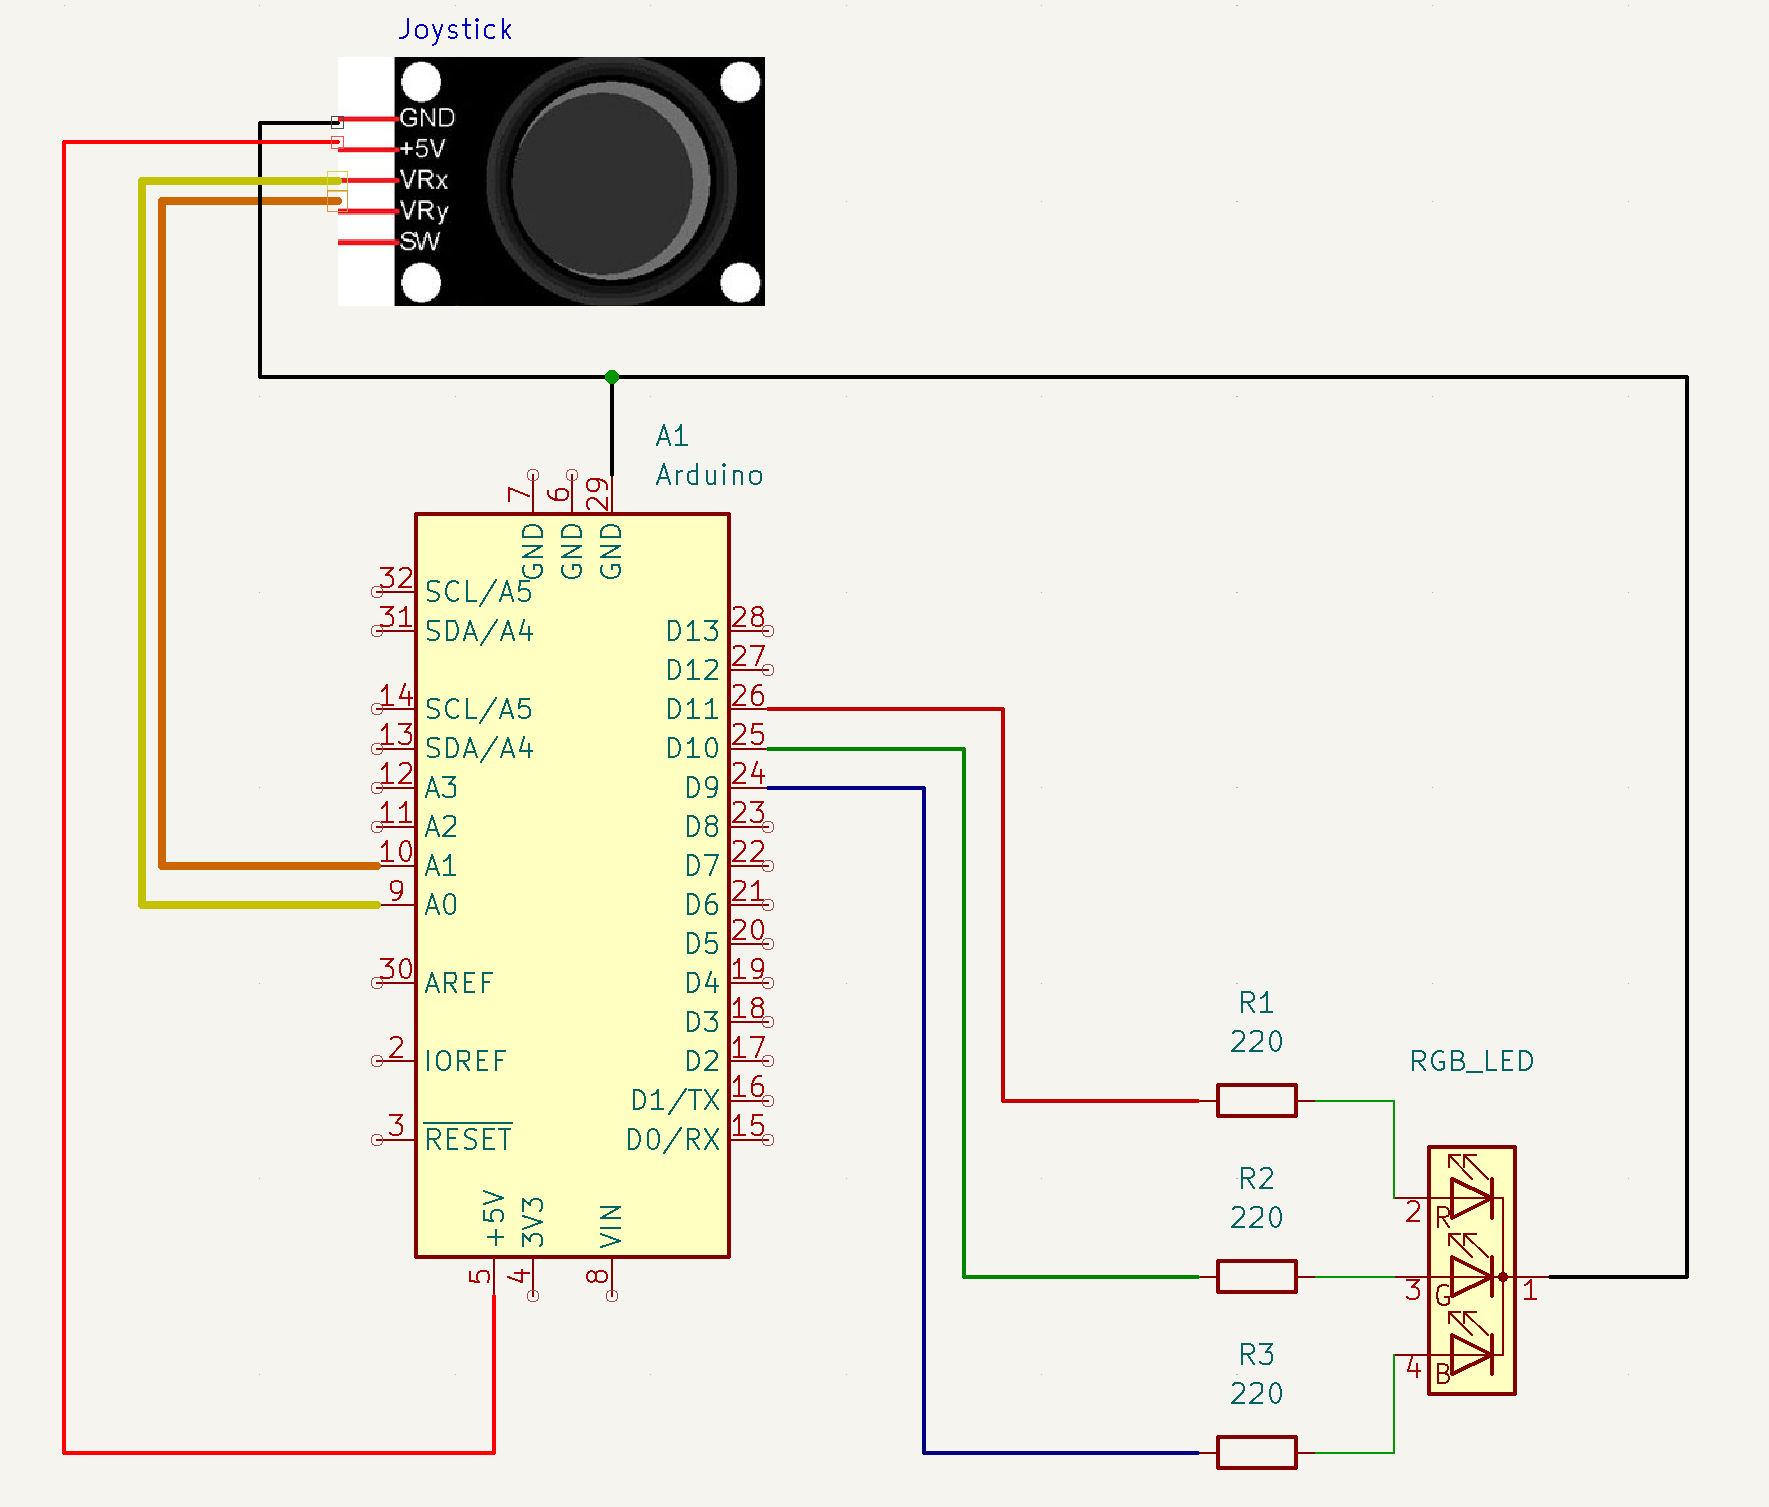 Joystick
GND
+5V
VRx
VRy
SW
A1
Arduino
7
6
29
GND
GND
GND
32
SCL/A5
31
SDA/A4
14
SCL/A5
13
SDA/A4
12
A3
11
A2
10
A1
9
A0
30
AREF
2
IOREF
3
RESET
28
D13
27
D12
26
D11
25
D10
24
D9
23
D8
22
D7
21
D6
20
D5
19
D4
18
D3
17
D2
16
D1/TX
15
D0/RX
+5V
3V3
VIN
5
4
8
R1
220
R2
220
R3
220
RGB_LED
2
R
3
G
4
B
1